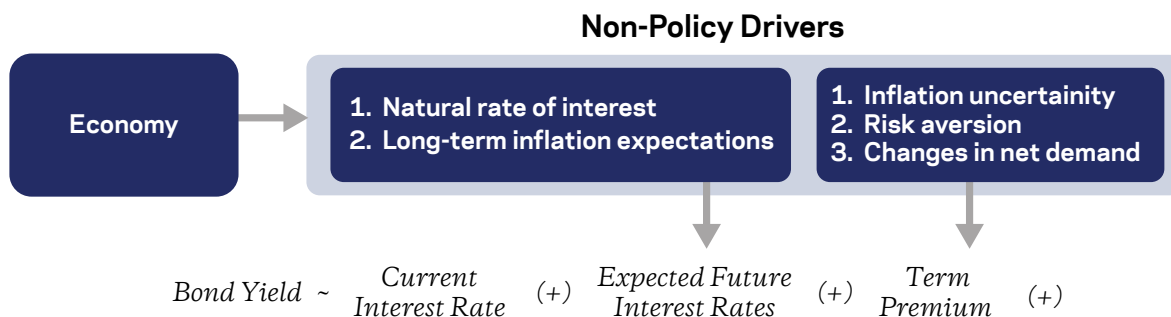 Non-Policy Drivers
Economy
1. Natural rate of interest
2. Long-term inflation expectations
1. Inflation uncertainity
2. Risk aversion
3. Changes in net demand
Bond Yield ~ Current Interest Rate (+) Expected Future Interest Rates (+) Term Premium (+)